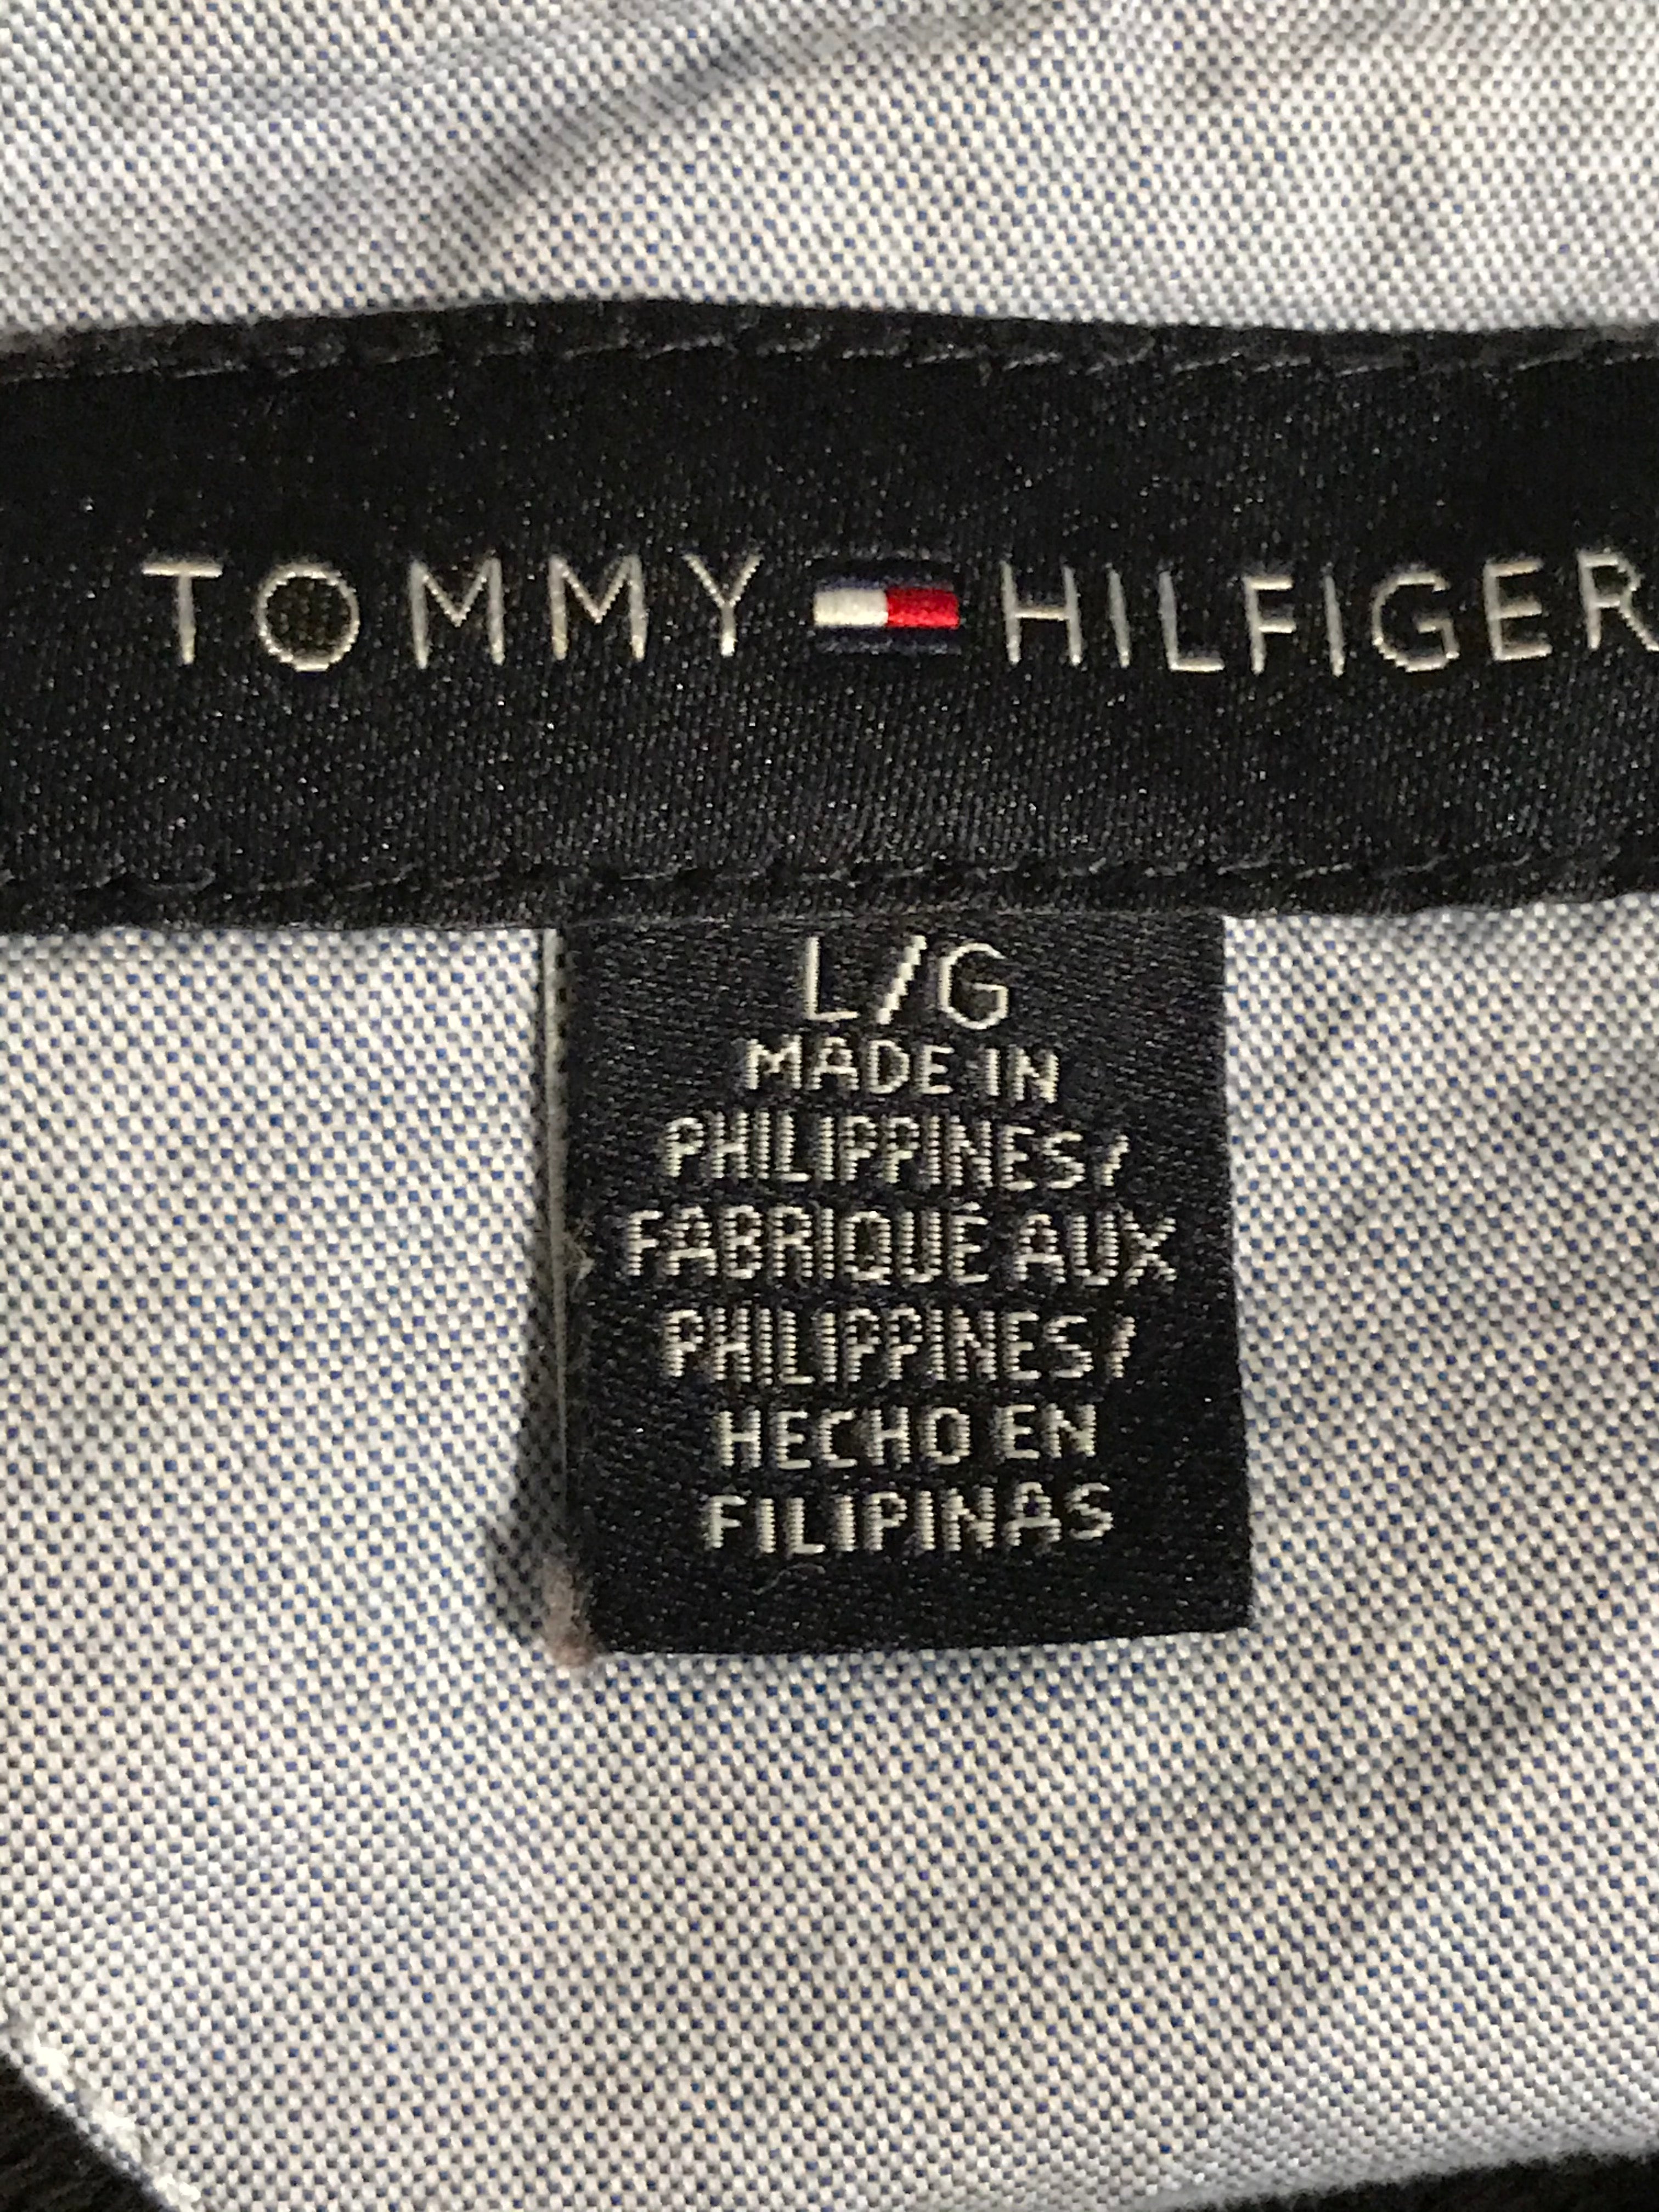 TOMMY HILFIGER
L/G
MADE IN
PHILIPPINES/
FABRIQUÉ AUX
PHILIPPINES/
HECHO EN
FILIPINAS